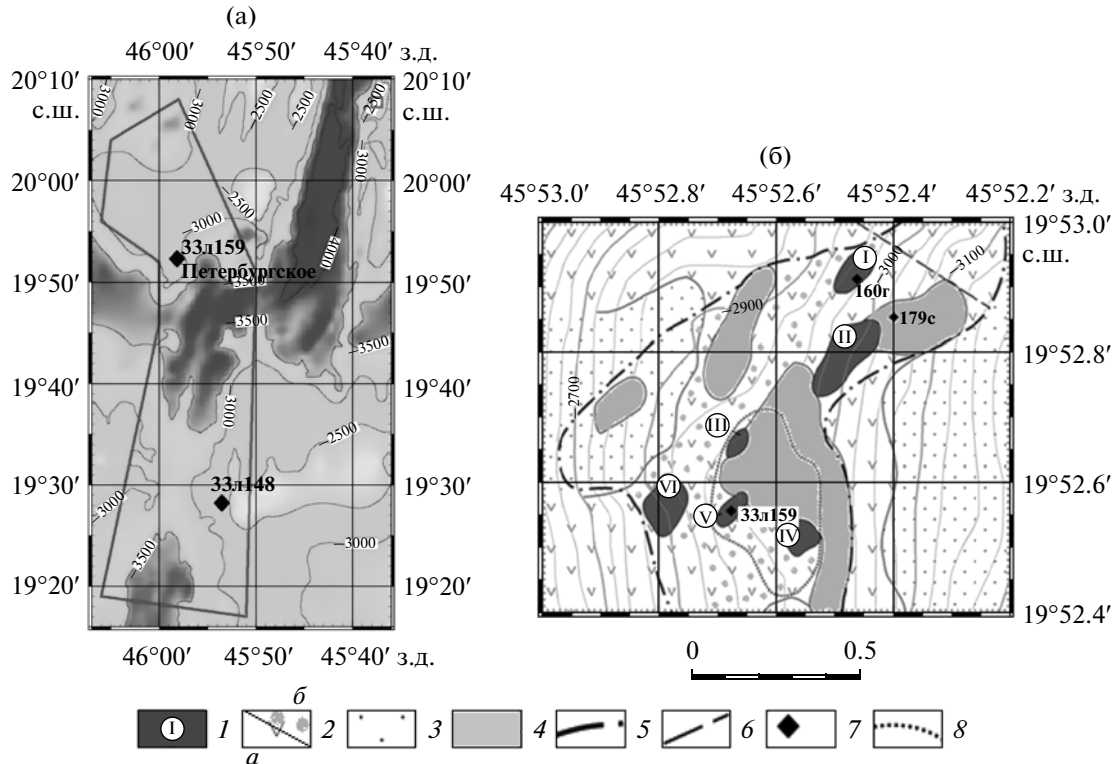 (а)
46°00′ 45°50′ 45°40′ з.д.
20°10′ 20°10′
с.ш. с.ш.
−3000 −3000 −2500 −2500 −2500
−3000
20°00′ 20°00′
−2500
−3000
−4000
33л159
Петербургское
19°50′ 19°50′
−3500
−3500
−3500
19°40′ 19°40′
−3000
−2500
33л148
19°30′ 19°30′
−3000
−3000
−3500
19°20′ 19°20′
46°00′ 45°50′ 45°40′ з.д.
(б)
45°53.0′ 45°52.8′ 45°52.6′ 45°52.4′ 45°52.2′ з.д.
19°53.0′
с.ш.
I
−3000
−3100
160г
−2900
179с
II
19°52.8′
−2700
III
VI
19°52.6′
V
33л159
IV
19°52.4′
0 0.5
б
I 1 2 3 4 5 6 7 8
а